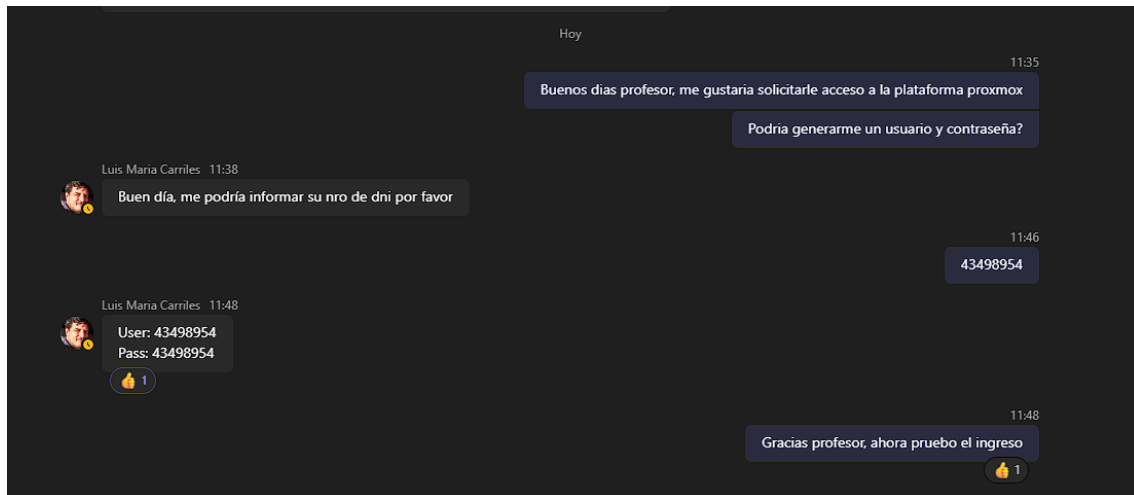 Hoy
11:35
Buenos dias profesor, me gustaria solicitarle acceso a la plataforma proxmox
Podria generarme un usuario y contraseña?
Luis Maria Carriles 11:38
Buen día, me podría informar su nro de dni por favor
11:46
43498954
Luis Maria Carriles 11:48
User: 43498954
Pass: 43498954
👍 1
11:48
Gracias profesor, ahora pruebo el ingreso
👍 1